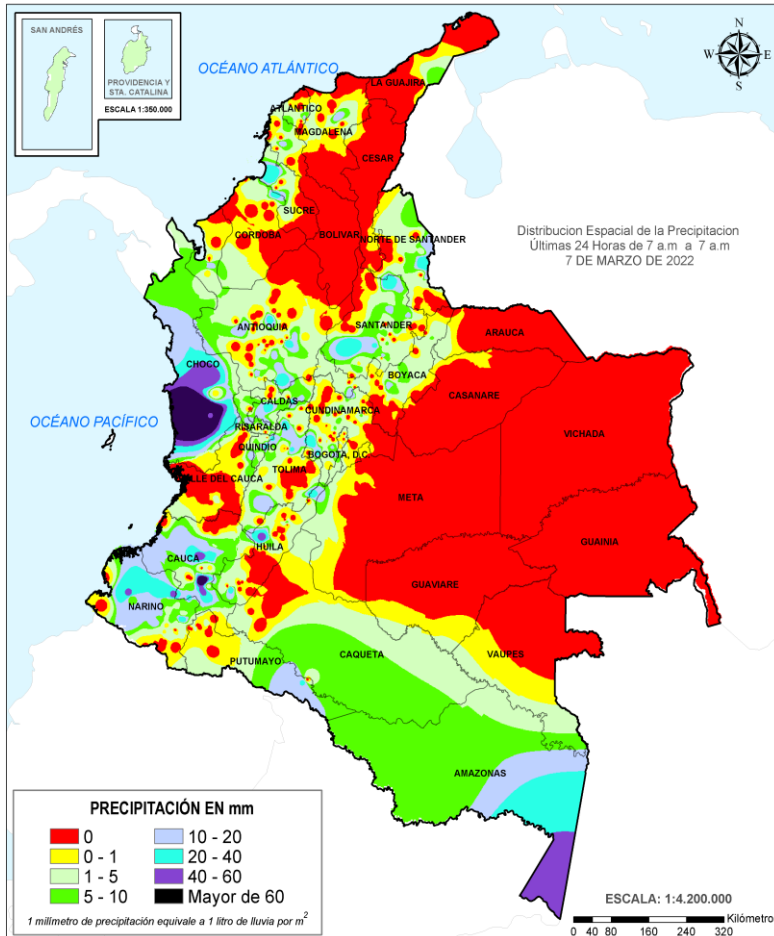 SAN ANDRÉS
PROVIDENCIA Y
STA. CATALINA
ESCALA 1:350.000
OCÉANO ATLÁNTICO
N
W
E
S
LA GUAJIRA
ATLÁNTICO
MAGDALENA
CESAR
SUCRE
CORDOBA
BOLIVAR
NORTE DE SANTANDER
Distribucion Espacial de la Precipitacion
Últimas 24 Horas de 7 a.m a 7 a.m
7 DE MARZO DE 2022
ANTIOQUIA
SANTANDER
ARAUCA
CHOCO
BOYACA
CASANARE
CALDAS
CUNDINAMARCA
OCÉANO PACÍFICO
RISARALDA
VICHADA
QUINDIO
BOGOTA, D.C
TOLIMA
VALLE DEL CAUCA
META
GUAINIA
HUILA
CAUCA
GUAVIARE
NARINO
CAQUETA
VAUPES
PUTUMAYO
AMAZONAS
PRECIPITACIÓN EN mm
0
10 - 20
0 - 1
20 - 40
1 - 5
40 - 60
5 - 10
Mayor de 60
1 milímetro de precipitación equivale a 1 litro de lluvia por m²
ESCALA: 1:4.200.000
Kilómetro
0 40 80 160 240 320